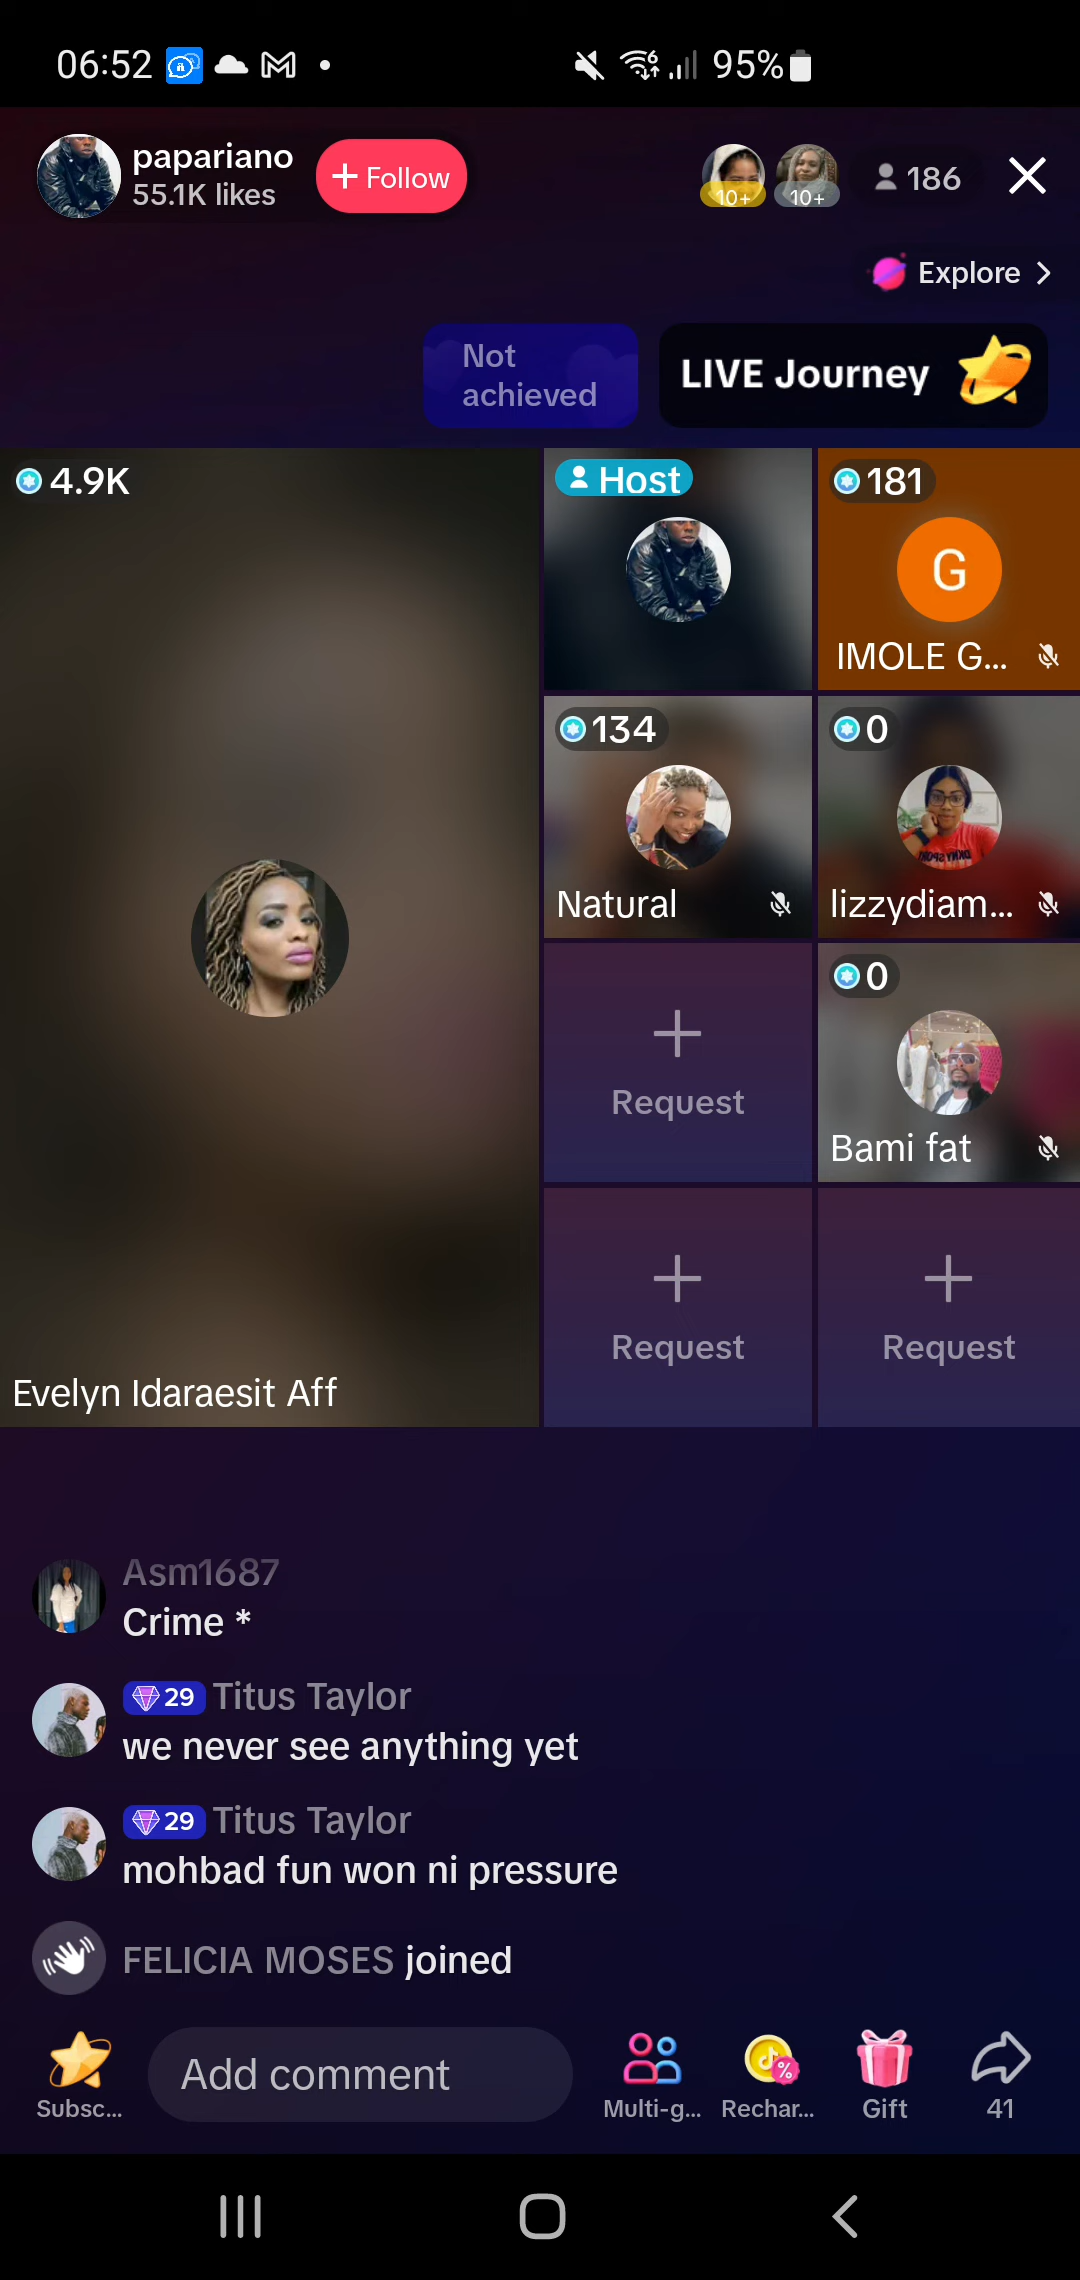 06:52
95%
papariano
55.1K likes
+ Follow
10+
10+
186
Explore
Not
achieved
LIVE Journey
4.9K
Host
181
G
IMOLE G...
134
0
Natural
lizzydiam...
0
Request
Bami fat
Request
Request
Evelyn Idaraesit Aff
Asm1687
Crime *
29 Titus Taylor
we never see anything yet
29 Titus Taylor
mohbad fun won ni pressure
FELICIA MOSES joined
Subsc...
Add comment
Multi-g...
Rechar...
Gift
41